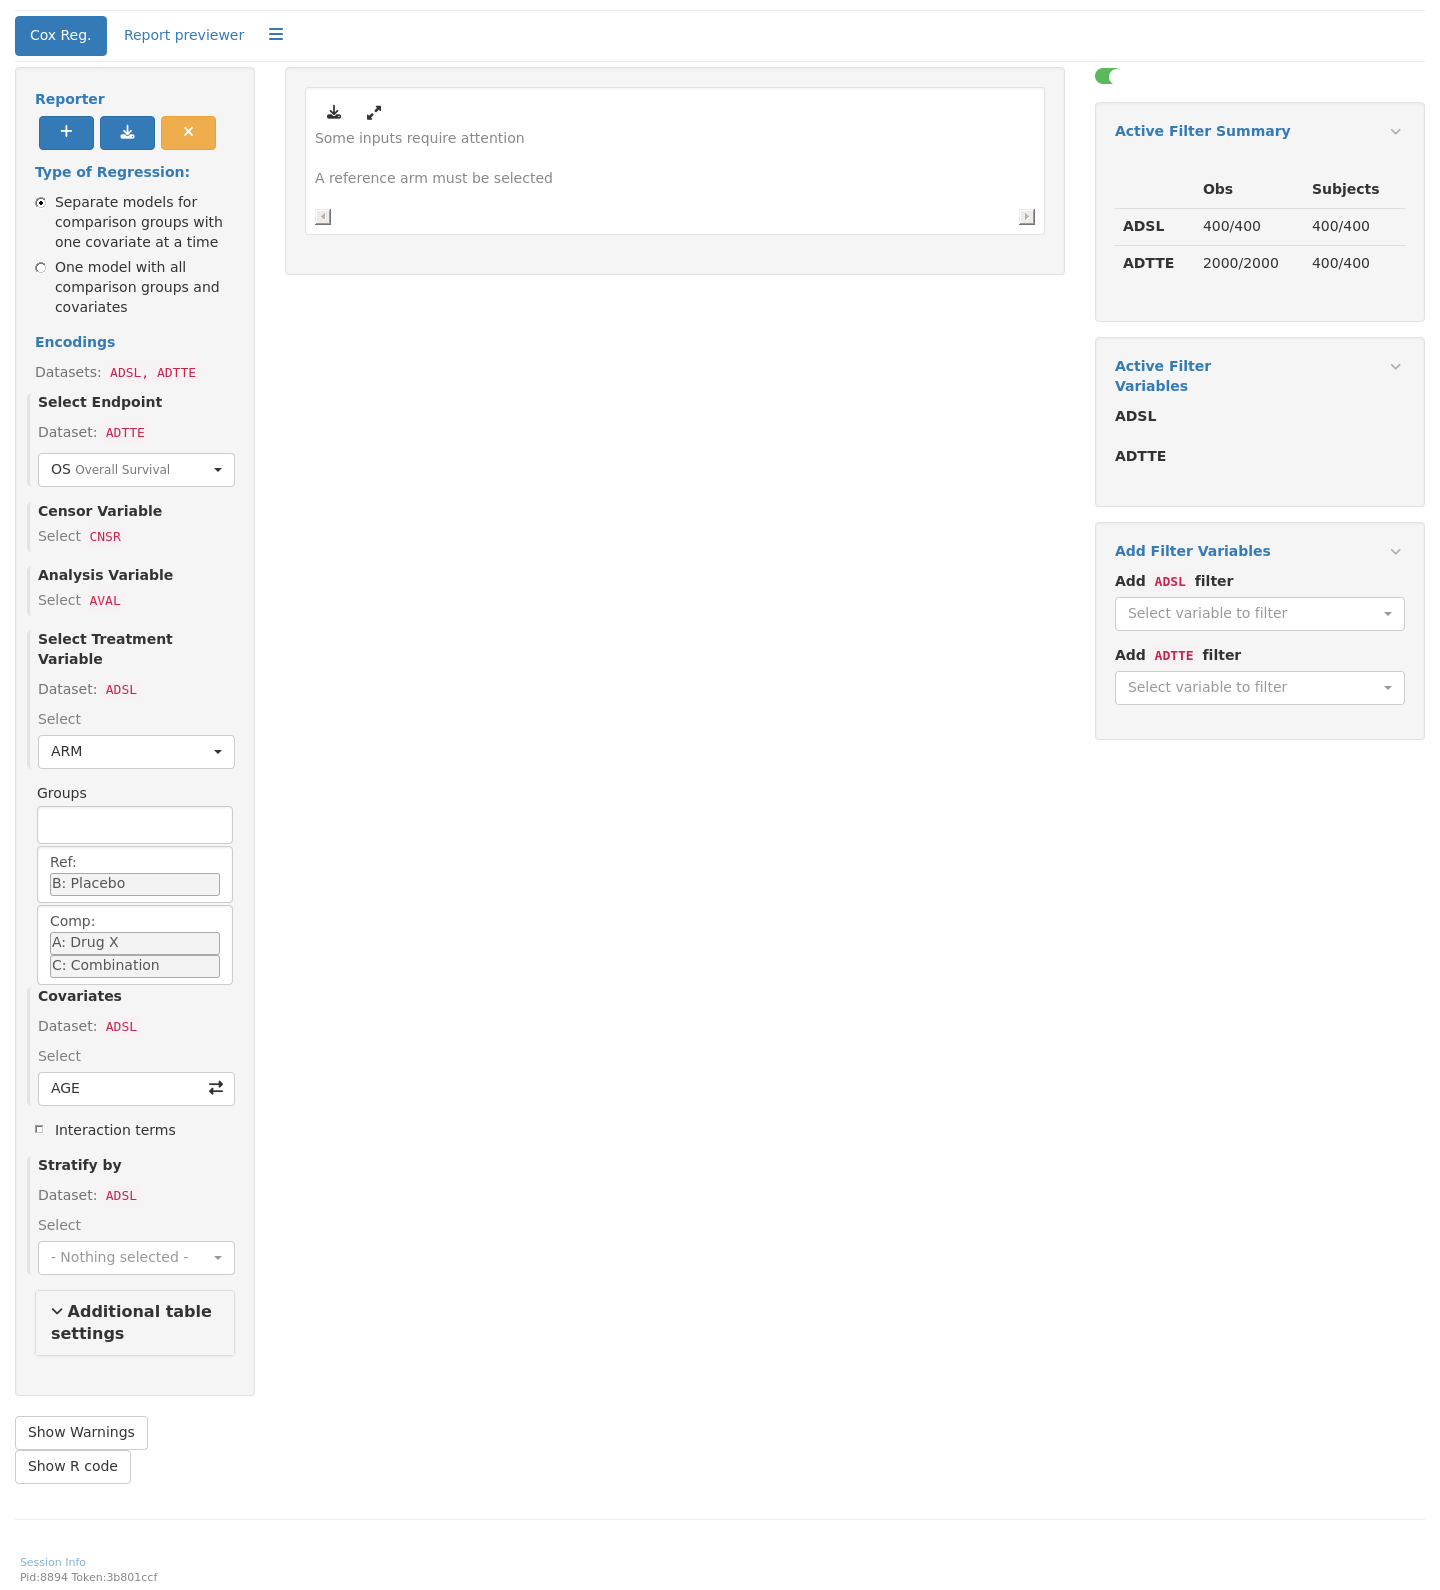 Cox Reg.
Report previewer
Reporter
Type of Regression:
Separate models for
comparison groups with
one covariate at a time
One model with all
comparison groups and
covariates
Encodings
Datasets: ADSL, ADTTE
Select Endpoint
Dataset: ADTTE
OS Overall Survival
Censor Variable
Select CNSR
Analysis Variable
Select AVAL
Select Treatment
Variable
Dataset: ADSL
Select
ARM
Groups
Ref:
B: Placebo
Comp:
A: Drug X
C: Combination
Covariates
Dataset: ADSL
Select
AGE
Interaction terms
Stratify by
Dataset: ADSL
Select
- Nothing selected -
Additional table
settings
Show Warnings
Show R code
Some inputs require attention
A reference arm must be selected
Active Filter Summary
Obs Subjects
ADSL 400/400 400/400
ADTTE 2000/2000 400/400
Active Filter
Variables
ADSL
ADTTE
Add Filter Variables
Add ADSL filter
Select variable to filter
Add ADTTE filter
Select variable to filter
Session Info
Pid:8894 Token:3b801ccf